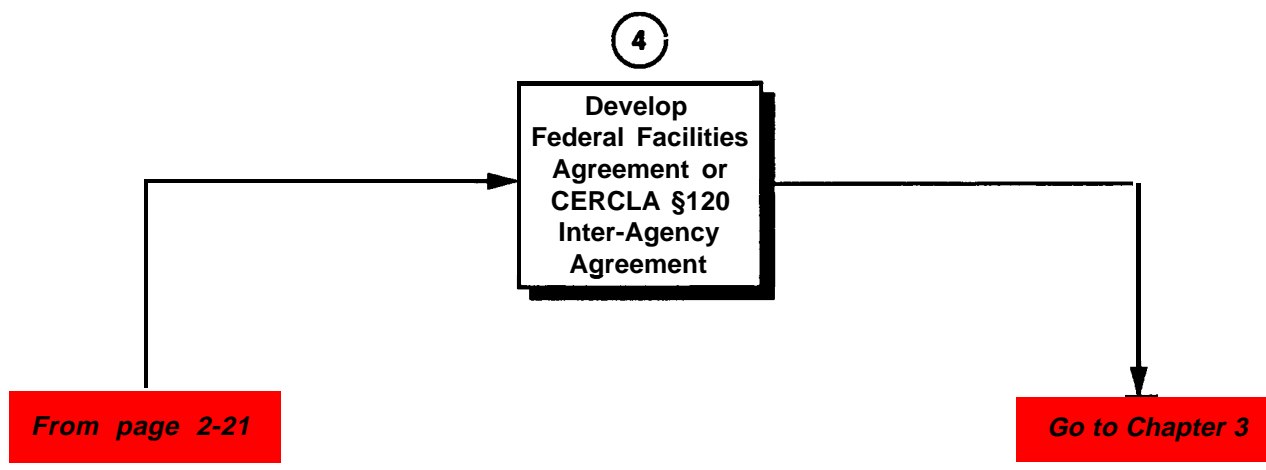 4
Develop
Federal Facilities
Agreement or
CERCLA §120
Inter-Agency
Agreement
From page 2-21
Go to Chapter 3